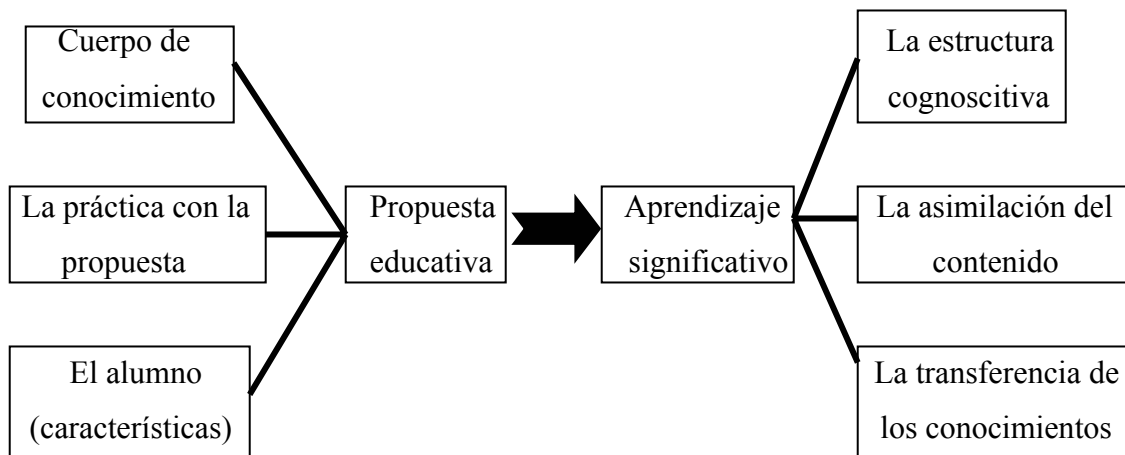 Cuerpo de
conocimiento
La práctica con la
propuesta
El alumno
(características)
Propuesta
educativa
Aprendizaje
significativo
La estructura
cognoscitiva
La asimilación del
contenido
La transferencia de
los conocimientos